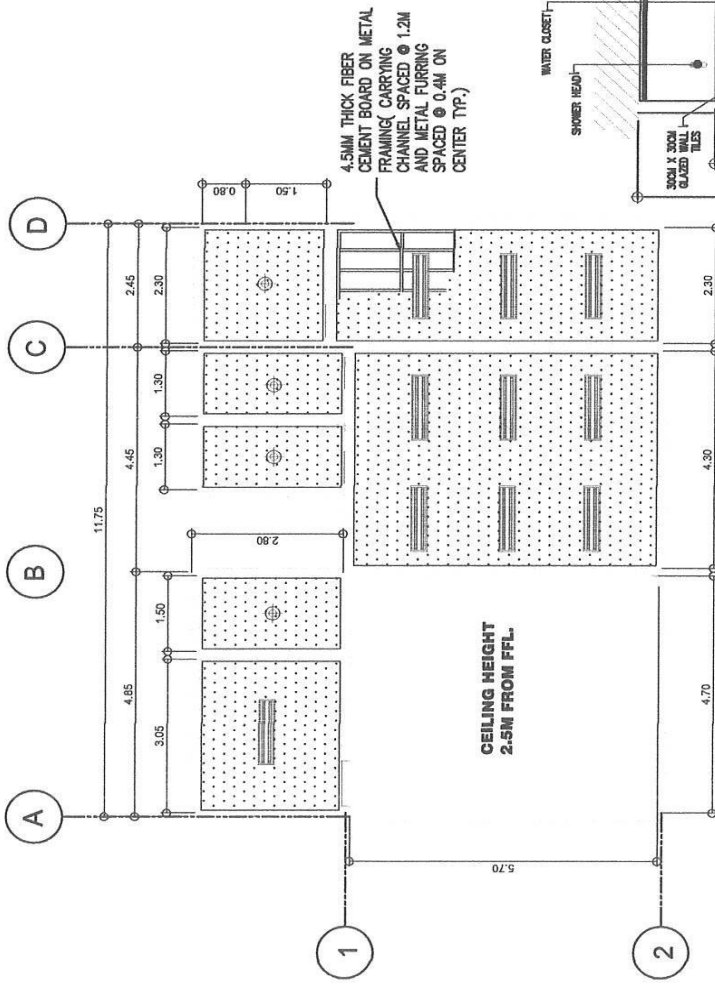 A
B
C
D
11.75
4.85
4.45
2.45
3.05
1.50
1.30
1.30
2.30
0.80
1.50
2.80
4.5MM THICK FIBER
CEMENT BOARD ON METAL
FRAMING( CARRYING
CHANNEL SPACED @ 1.2M
AND METAL FURRING
SPACED @ 0.4M ON
CENTER TYP.)
1
5.70
CEILING HEIGHT
2.5M FROM FFL.
2
4.70
4.30
2.30
WATER CLOSET
SHOWER HEAD
30CM X 30CM
GLAZED WALL
TILES